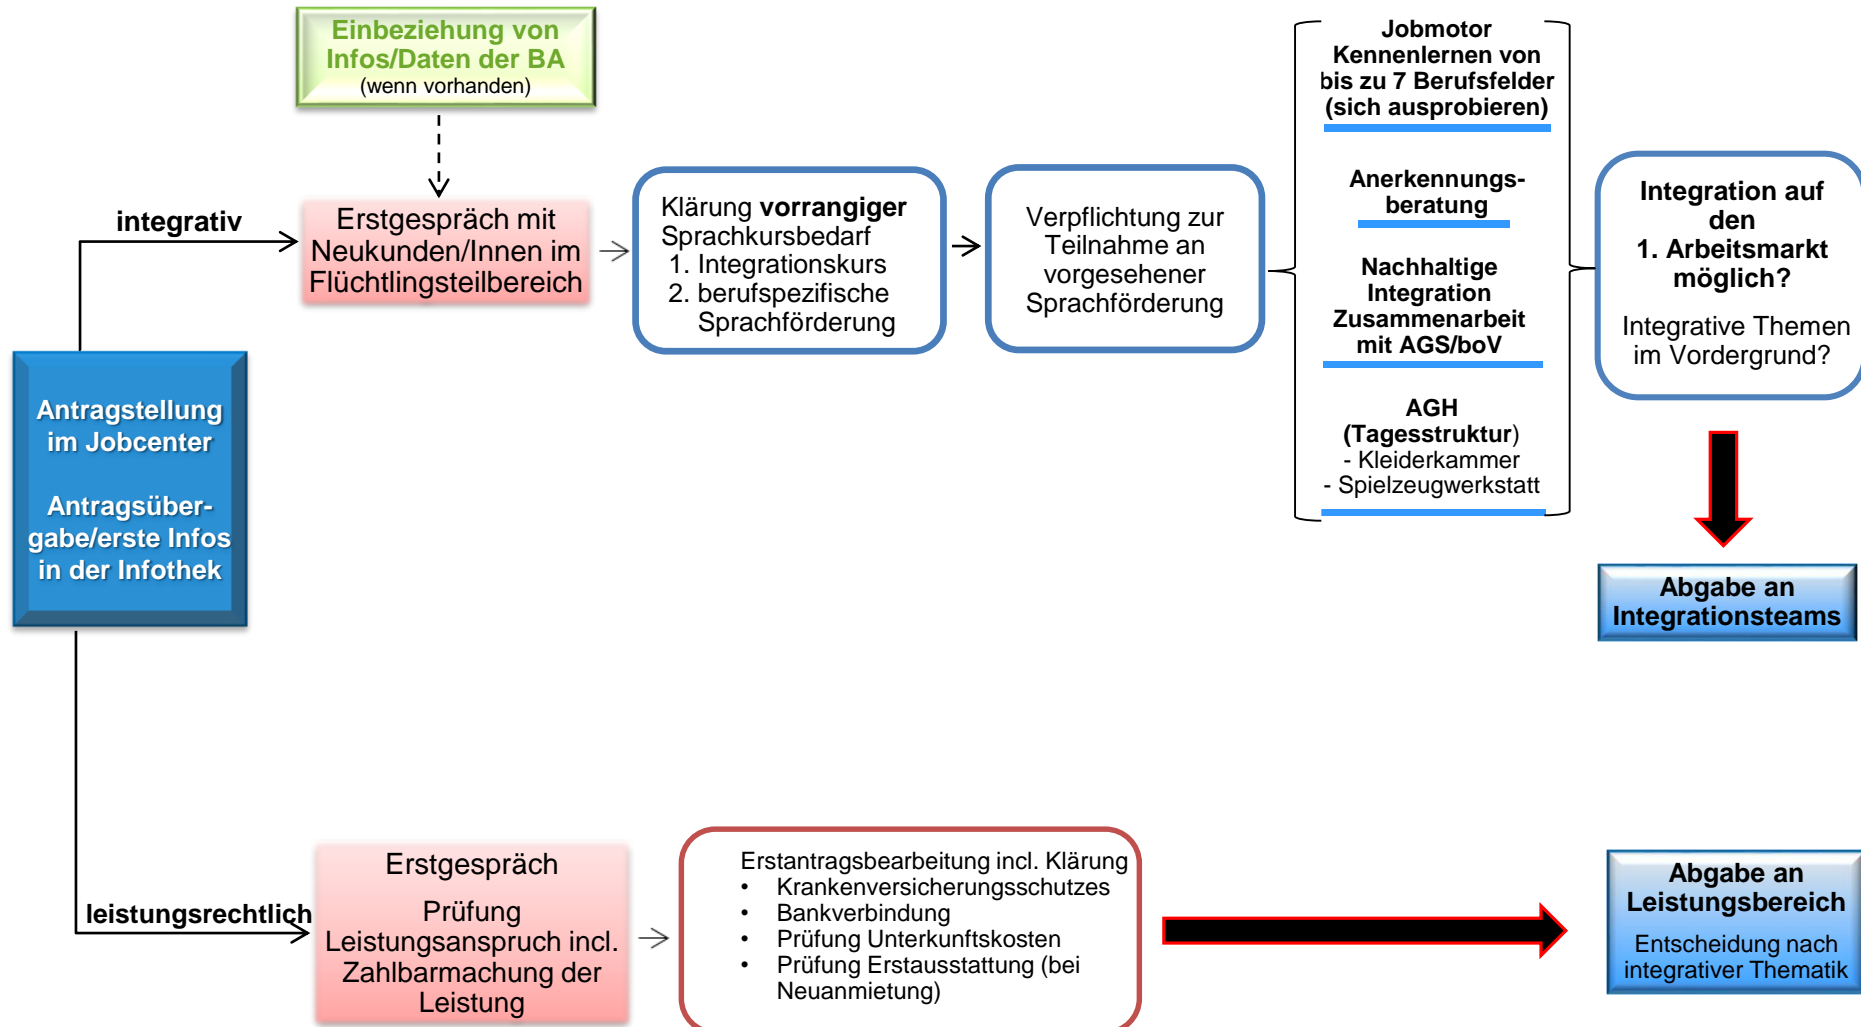 Einbeziehung von
Infos/Daten der BA
(wenn vorhanden)
integrativ
Erstgespräch mit
Neukunden/Innen im
Flüchtlingsteilbereich
Klärung vorrangiger
Sprachkursbedarf
1. Integrationskurs
2. berufspezifische
Sprachförderung
Verpflichtung zur
Teilnahme an
vorgesehener
Sprachförderung
Jobmotor
Kennenlernen von
bis zu 7 Berufsfelder
(sich ausprobieren)
Anerkennungs-
beratung
Nachhaltige
Integration
Zusammenarbeit
mit AGS/boV
AGH
(Tagesstruktur)
- Kleiderkammer
- Spielzeugwerkstatt
Integration auf
den
1. Arbeitsmarkt
möglich?
Integrative Themen
im Vordergrund?
Abgabe an
Integrationsteams
Antragstellung
im Jobcenter
Antragsüber-
gabe/erste Infos
in der Infothek
leistungsrechtlich
Erstgespräch
Prüfung
Leistungsanspruch incl.
Zahlbarmachung der
Leistung
Erstantragsbearbeitung incl. Klärung
• Krankenversicherungsschutzes
• Bankverbindung
• Prüfung Unterkunftskosten
• Prüfung Erstausstattung (bei
Neuanmietung)
Abgabe an
Leistungsbereich
Entscheidung nach
integrativer Thematik